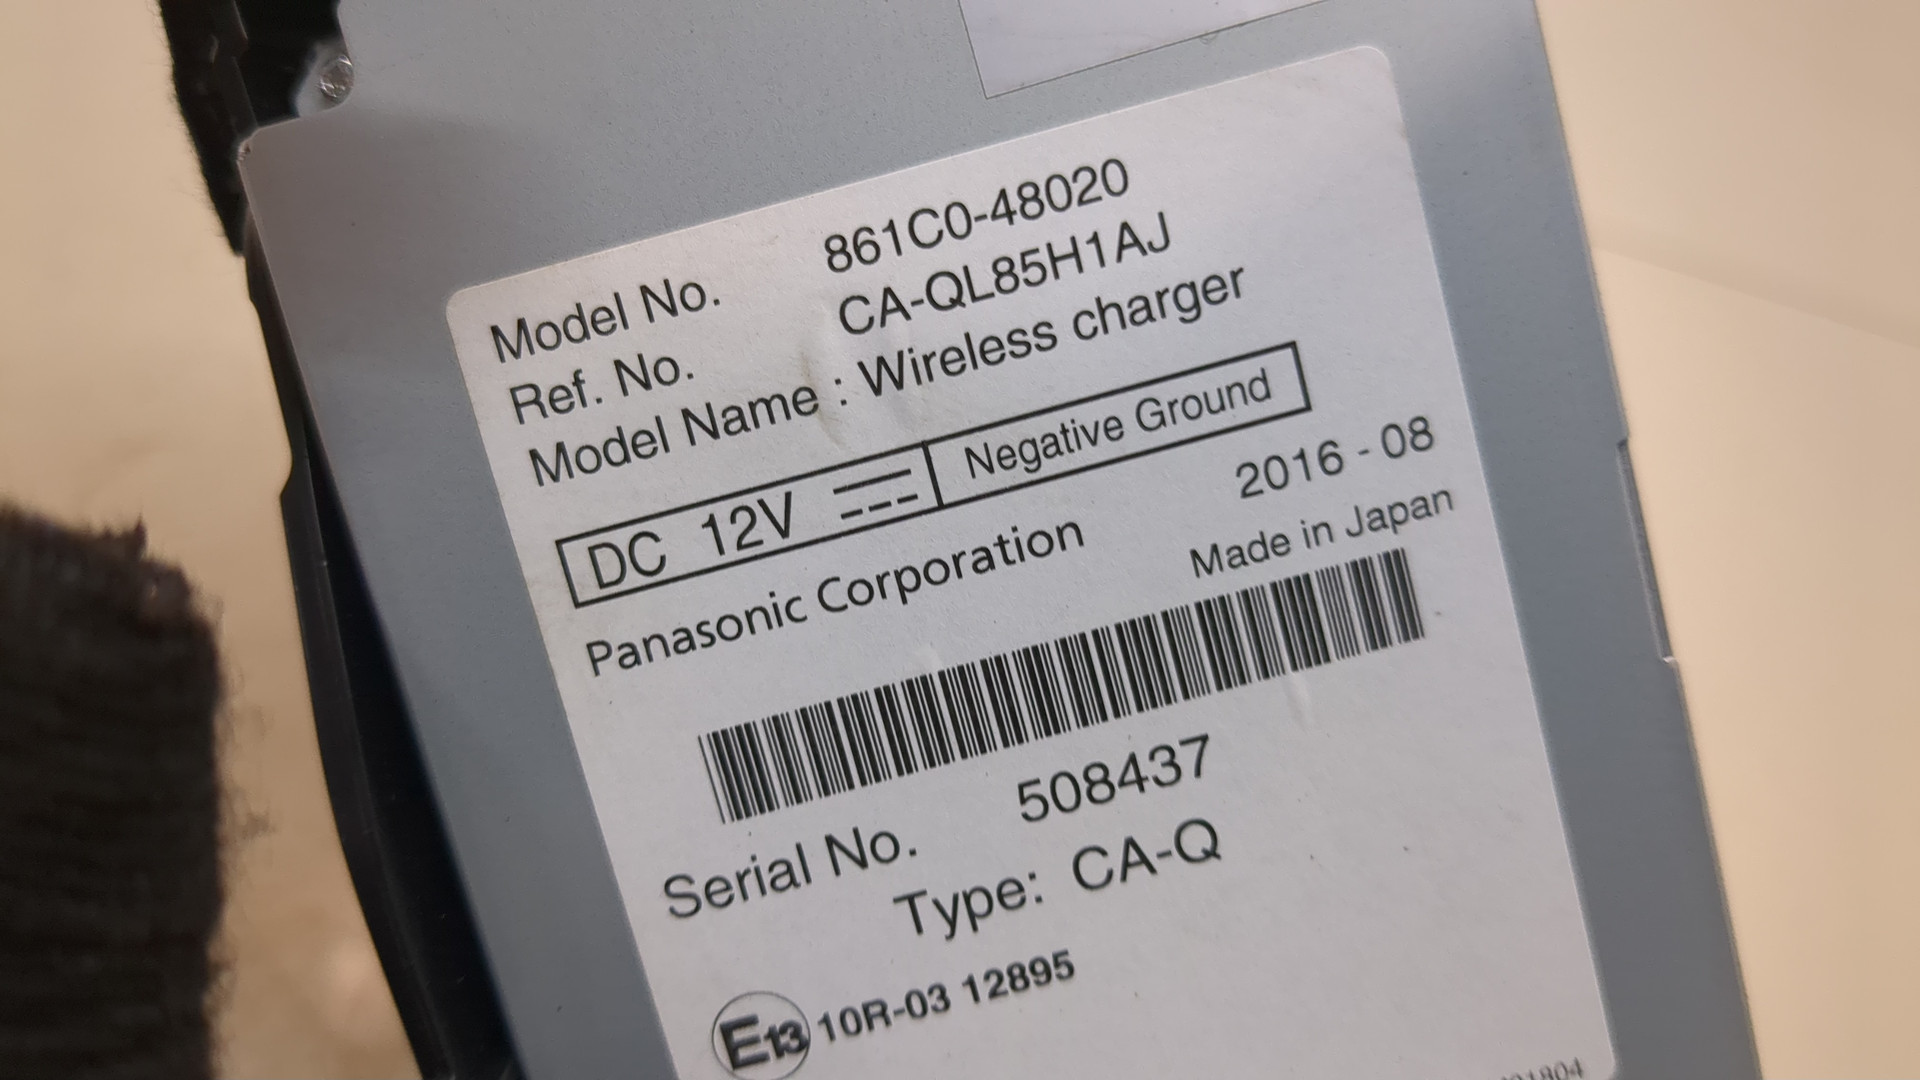 Model No. 861C0-48020
Ref. No. CA-QL85H1AJ
Model Name : Wireless charger
DC 12V Negative Ground
2016 - 08
Panasonic Corporation
Made in Japan
Serial No. 508437
Type: CA-Q
E13 10R-03 12895